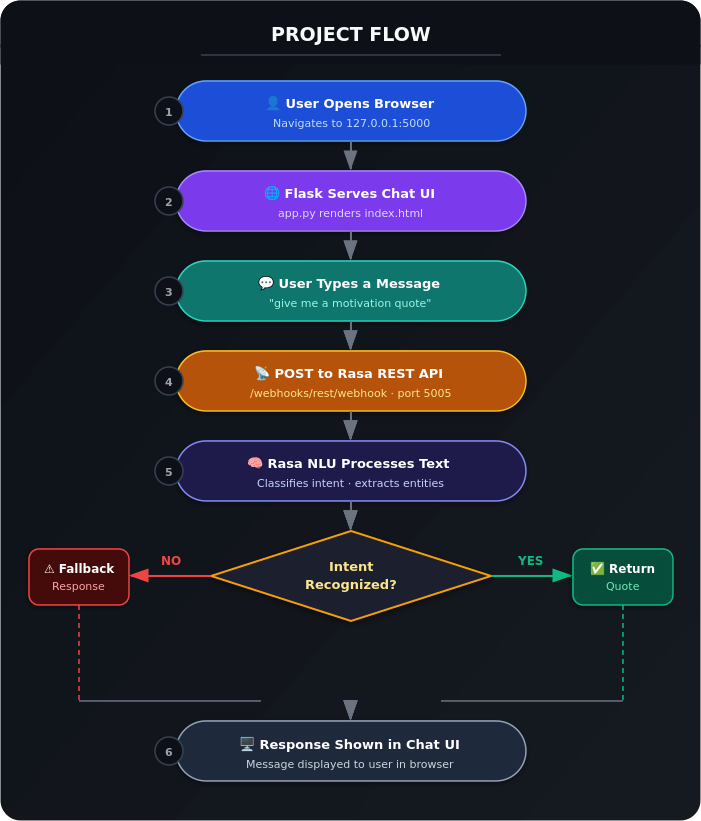 PROJECT FLOW
1
👤 User Opens Browser
Navigates to 127.0.0.1:5000
2
🌐 Flask Serves Chat UI
app.py renders index.html
3
💬 User Types a Message
"give me a motivation quote"
4
📡 POST to Rasa REST API
/webhooks/rest/webhook · port 5005
5
🧠 Rasa NLU Processes Text
Classifies intent · extracts entities
Intent
Recognized?
NO
YES
⚠ Fallback
Response
✅ Return
Quote
6
🖥️ Response Shown in Chat UI
Message displayed to user in browser